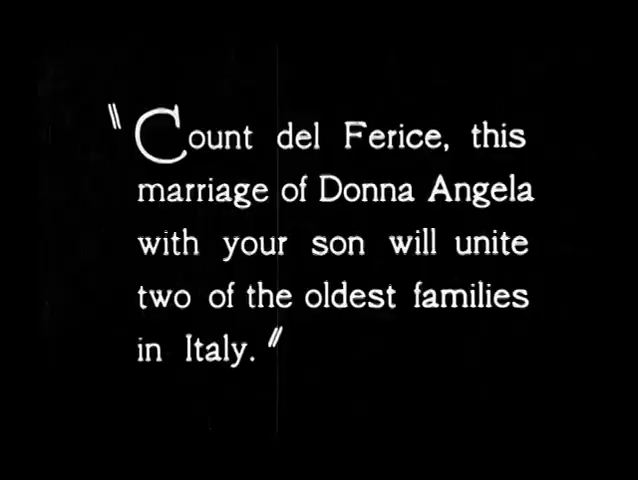 "Count del Ferice, this
marriage of Donna Angela
with your son will unite
two of the oldest families
in Italy."